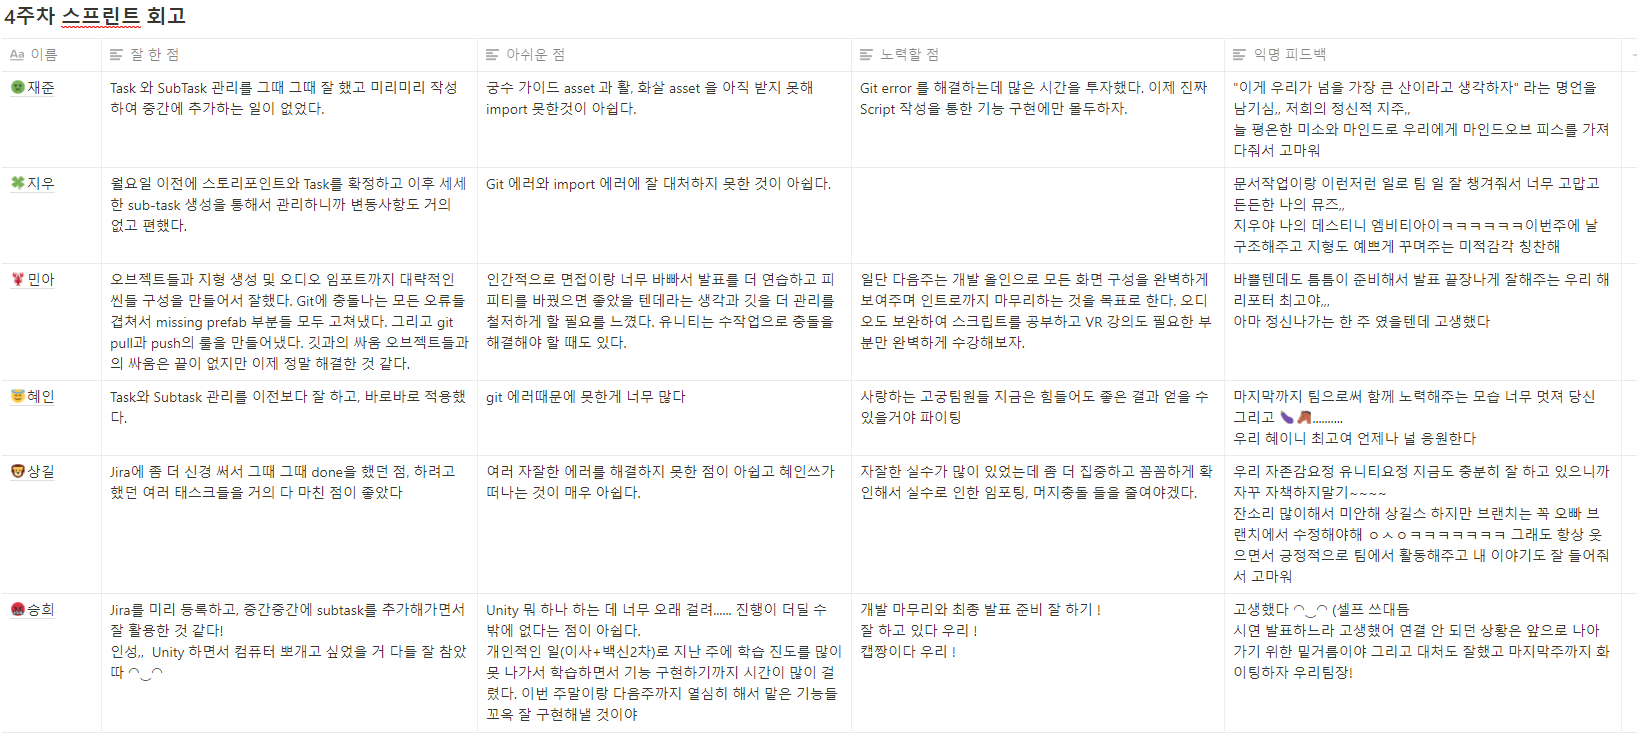 4주차 스프린트 회고
Aa 이름
잘 한 점
아쉬운 점
노력할 점
익명 피드백
재준
Task 와 SubTask 관리를 그때 그때 잘 했고 미리미리 작성
하여 중간에 추가하는 일이 없었다.
궁수 가이드 asset 과 활, 화살 asset 을 아직 받지 못해
import 못한것이 아쉽다.
Git error 를 해결하는데 많은 시간을 투자했다. 이제 진짜
Script 작성을 통한 기능 구현에만 몰두하자.
"이게 우리가 넘을 가장 큰 산이라고 생각하자" 라는 명언을
남기심,, 저희의 정신적 지주,,
늘 평온한 미소와 마인드로 우리에게 마인드오브 피스를 가져
다줘서 고마워
지우
월요일 이전에 스토리포인트와 Task를 확정하고 이후 세세
한 sub-task 생성을 통해서 관리하니까 변동사항도 거의
없고 편했다.
Git 에러와 import 에러에 잘 대처하지 못한 것이 아쉽다.
문서작업이랑 이런저런 일로 팀 일 잘 챙겨줘서 너무 고맙고
든든한 나의 뮤즈,,
지우야 나의 데스티니 엠비티아이ㅋㅋㅋㅋㅋㅋ이번주에 날
구조해주고 지형도 예쁘게 꾸며주는 미적감각 칭찬해
민아
오브젝트들과 지형 생성 및 오디오 임포트까지 대략적인
씬들 구성을 만들어서 잘했다. Git에 충돌나는 모든 오류들
겹쳐서 missing prefab 부분들 모두 고쳐냈다. 그리고 git
pull과 push의 룰을 만들어냈다. 깃과의 싸움 오브젝트들과
의 싸움은 끝이 없지만 이제 정말 해결한 것 같다.
인간적으로 면접이랑 너무 바빠서 발표를 더 연습하고 피
피티를 바꿨으면 좋았을 텐데라는 생각과 깃을 더 관리를
철저하게 할 필요를 느꼈다. 유니티는 수작업으로 충돌을
해결해야 할 때도 있다.
일단 다음주는 개발 올인으로 모든 화면 구성을 완벽하게
보여주며 인트로까지 마무리하는 것을 목표로 한다. 오디
오도 보완하여 스크립트를 공부하고 VR 강의도 필요한 부
분만 완벽하게 수강해보자.
바쁠텐데도 틈틈이 준비해서 발표 끝장나게 잘해주는 우리 해
리포터 최고야,,,
아마 정신나가는 한 주 였을텐데 고생했다
혜인
Task와 Subtask 관리를 이전보다 잘 하고, 바로바로 적용했
다.
git 에러때문에 못한게 너무 많다
사랑하는 고궁팀원들 지금은 힘들어도 좋은 결과 얻을 수
있을거야 파이팅
마지막까지 팀으로써 함께 노력해주는 모습 너무 멋져 당신
그리고 🍆👠..........
우리 혜이니 최고여 언제나 널 응원한다
상길
Jira에 좀 더 신경 써서 그때 그때 done을 했던 점, 하려고
했던 여러 태스크들을 거의 다 마친 점이 좋았다
여러 자잘한 에러를 해결하지 못한 점이 아쉽고 혜인쓰가
떠나는 것이 매우 아쉽다.
자잘한 실수가 많이 있었는데 좀 더 집중하고 꼼꼼하게 확
인해서 실수로 인한 임포팅, 머지충돌 들을 줄여야겠다.
우리 자존감요정 유니티요정 지금도 충분히 잘 하고 있으니까
자꾸 자책하지말기~~~~
잔소리 많이해서 미안해 상길스 하지만 브랜치는 꼭 오빠 브
랜치에서 수정해야해 ㅇㅅㅇㅋㅋㅋㅋㅋㅋㅋ 그래도 항상 웃
으면서 긍정적으로 팀에서 활동해주고 내 이야기도 잘 들어줘
서 고마워
승희
Jira를 미리 등록하고, 중간중간에 subtask를 추가해가면서
잘 활용한 것 같다!
인성,, Unity 하면서 컴퓨터 뽀개고 싶었을 거 다들 잘 참았
따 ◠‿◠
Unity 뭐 하나 하는 데 너무 오래 걸려...... 진행이 더딜 수
밖에 없다는 점이 아쉽다.
개인적인 일(이사+백신2차)로 지난 주에 학습 진도를 많이
못 나가서 학습하면서 기능 구현하기까지 시간이 많이 걸
렸다. 이번 주말이랑 다음주까지 열심히 해서 맡은 기능들
꼬옥 잘 구현해낼 것이야
개발 마무리와 최종 발표 준비 잘 하기 !
잘 하고 있다 우리 !
캡짱이다 우리 !
고생했다 ◠‿◠ (셀프 쓰대듬
시연 발표하느라 고생했어 연결 안 되던 상황은 앞으로 나아
가기 위한 밑거름이야 그리고 대처도 잘했고 마지막주까지 화
이팅하자 우리팀장!